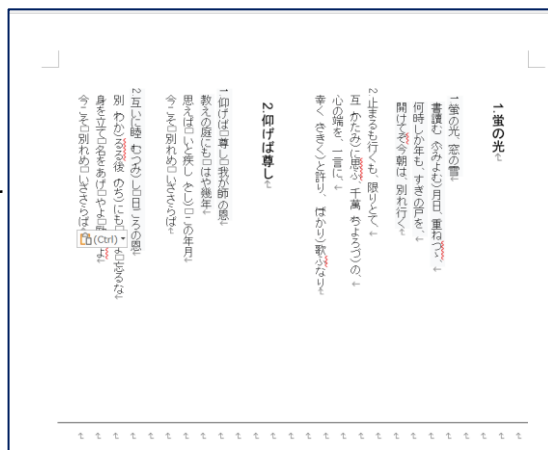 1.蛍の光
1.蛍の光、窓の雪
書讀む（ふみよむ）月日、重ねつゝ
何時しか年も、すぎの戸を、
開けてぞ今朝は、別れ行く
2.止まるも行くも、限りとて、
互（かたみ）に思ふ、千萬（ちよろづ）の、
心の端を、一言に、
幸く（さきく）と許り、（ばかり）歌ふなり
2.仰げば尊し
1.仰げば□尊し□我が師の恩
教えの庭にも□はや幾年
思えば□いと疾し（とし）□この年月
今こそ□別れめ□いざさらば
2.互いに睦（むつみ）し□日ごろの恩
別（わか）るる後（のち）にも□
よ□忘るな
身を立て□名をあげ□やよ□
よ
今こそ□別れめ□いざさらば
(Ctrl)